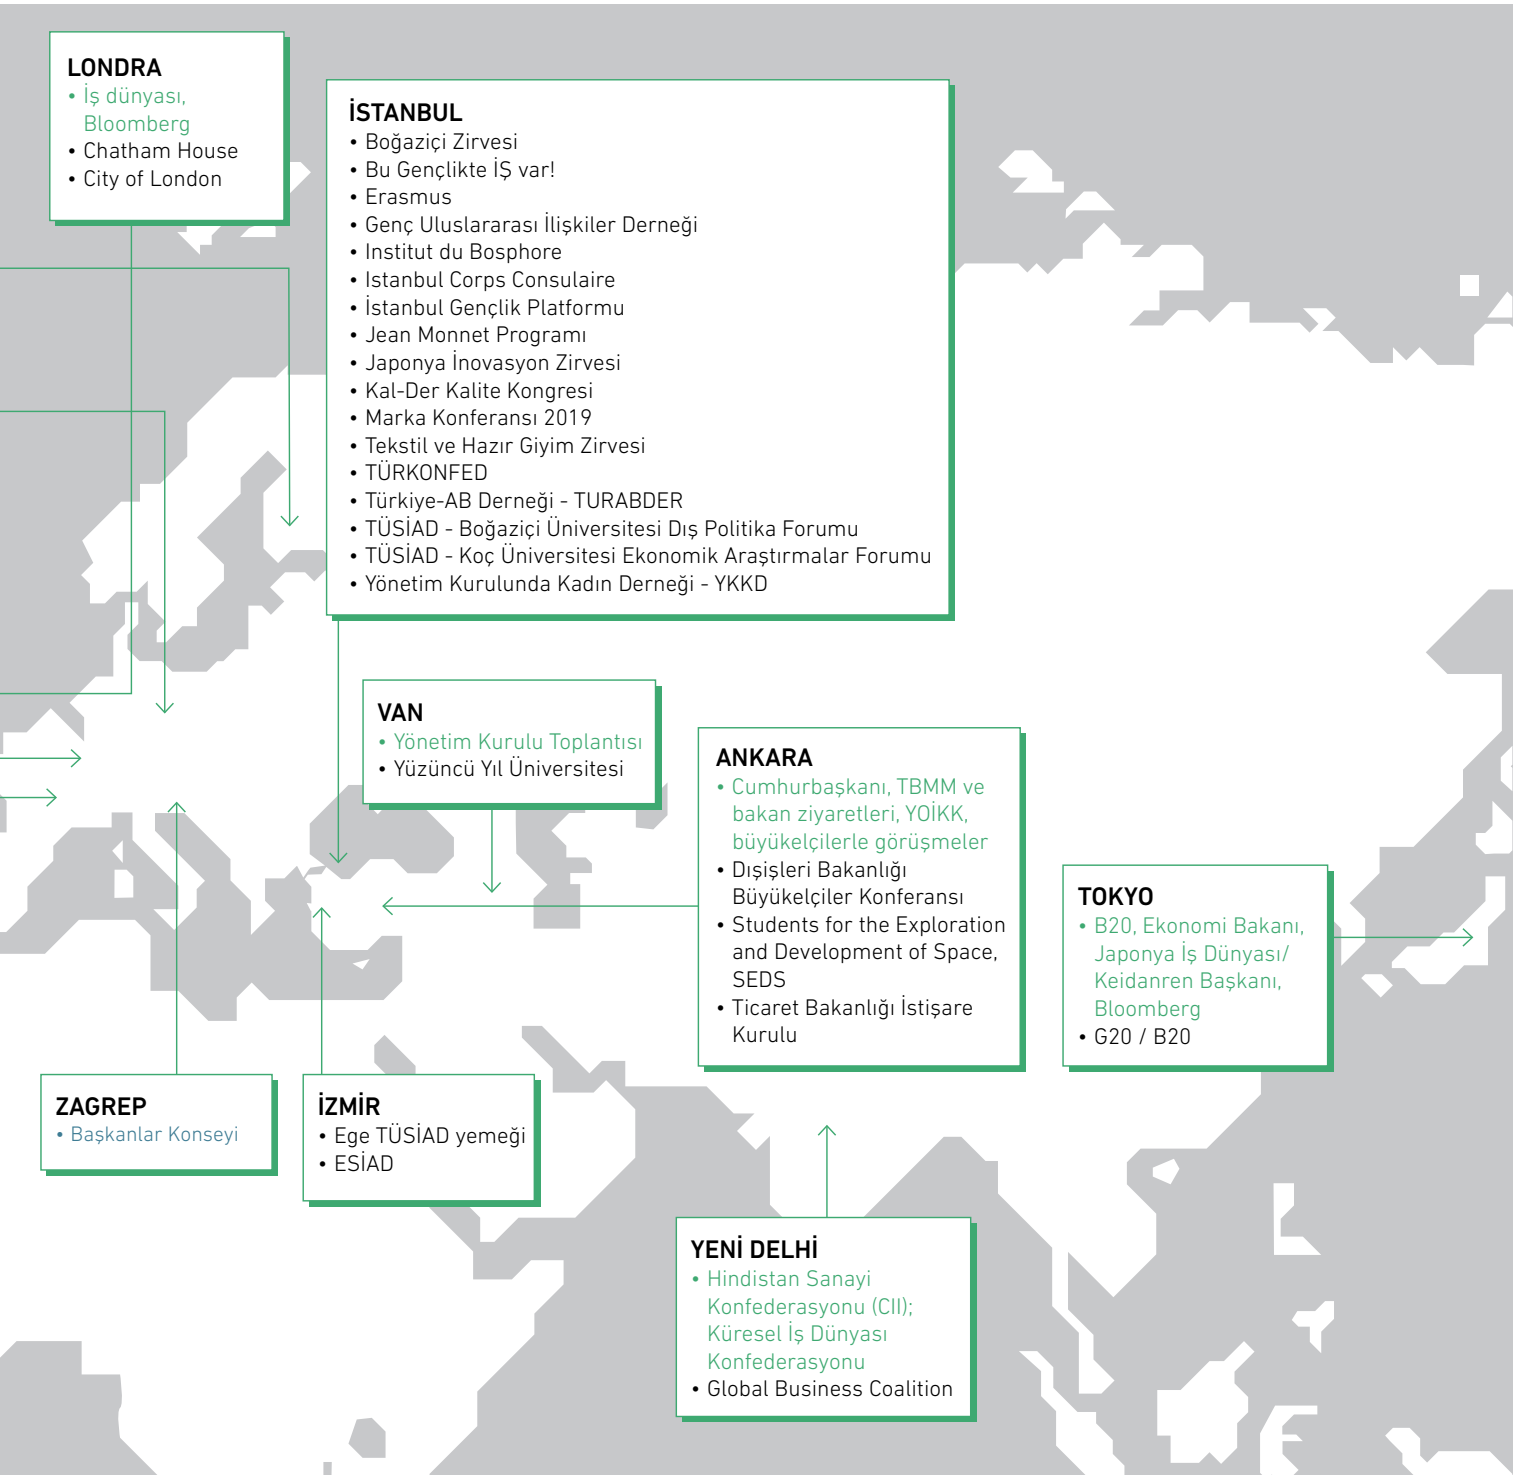 LONDRA
• İş dünyası,
Bloomberg
• Chatham House
• City of London
İSTANBUL
• Boğaziçi Zirvesi
• Bu Gençlikte İŞ var!
• Erasmus
• Genç Uluslararası İlişkiler Derneği
• Institut du Bosphore
• Istanbul Corps Consulaire
• İstanbul Gençlik Platformu
• Jean Monnet Programı
• Japonya İnovasyon Zirvesi
• Kal-Der Kalite Kongresi
• Marka Konferansı 2019
• Tekstil ve Hazır Giyim Zirvesi
• TÜRKONFED
• Türkiye-AB Derneği - TURABDER
• TÜSİAD - Boğaziçi Üniversitesi Dış Politika Forumu
• TÜSİAD - Koç Üniversitesi Ekonomik Araştırmalar Forumu
• Yönetim Kurulunda Kadın Derneği - YKKD
VAN
• Yönetim Kurulu Toplantısı
• Yüzüncü Yıl Üniversitesi
ANKARA
• Cumhurbaşkanı, TBMM ve
bakan ziyaretleri, YOİKK,
büyükelçilerle görüşmeler
• Dışişleri Bakanlığı
Büyükelçiler Konferansı
• Students for the Exploration
and Development of Space,
SEDS
• Ticaret Bakanlığı İstişare
Kurulu
TOKYO
• B20, Ekonomi Bakanı,
Japonya İş Dünyası/
Keidanren Başkanı,
Bloomberg
• G20 / B20
ZAGREP
• Başkanlar Konseyi
İZMİR
• Ege TÜSİAD yemeği
• ESİAD
YENİ DELHİ
• Hindistan Sanayi
Konfederasyonu (CII);
Küresel İş Dünyası
Konfederasyonu
• Global Business Coalition